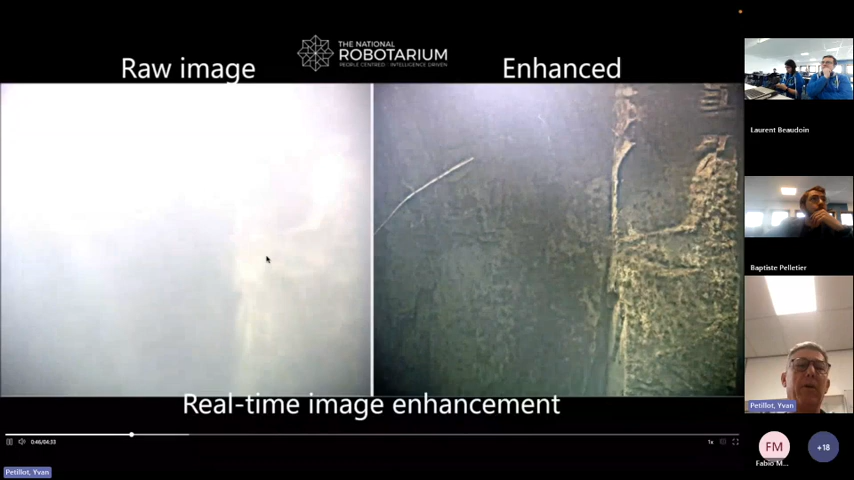 THE NATIONAL
ROBOTARIUM
PEOPLE CENTRED INTELLIGENCE DRIVEN
Raw image
Enhanced
Real-time image enhancement
0:46/04:33
1x
Petillot, Yvan
Laurent Beaudoin
Baptiste Pelletier
Petillot, Yvan
FM
Fabio M...
+18